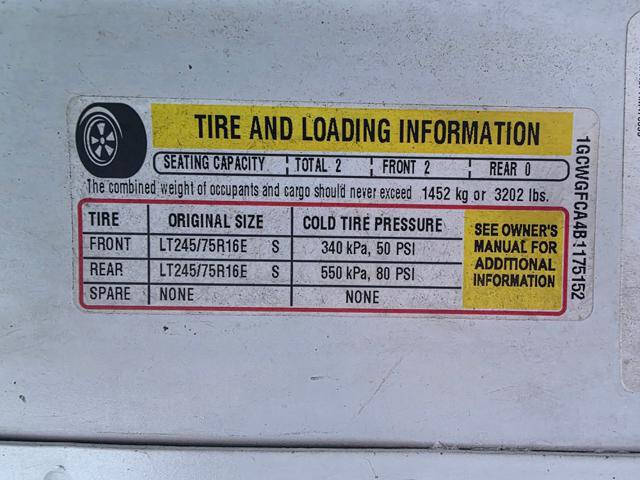 TIRE AND LOADING INFORMATION
SEATING CAPACITY TOTAL 2 FRONT 2 REAR 0
The combined weight of occupants and cargo should never exceed 1452 kg or 3202 lbs.
TIRE ORIGINAL SIZE COLD TIRE PRESSURE
FRONT LT245/75R16E S 340 kPa, 50 PSI
REAR LT245/75R16E S 550 kPa, 80 PSI
SPARE NONE NONE
SEE OWNER'S
MANUAL FOR
ADDITIONAL
INFORMATION
1GCWGFCA4B1175152